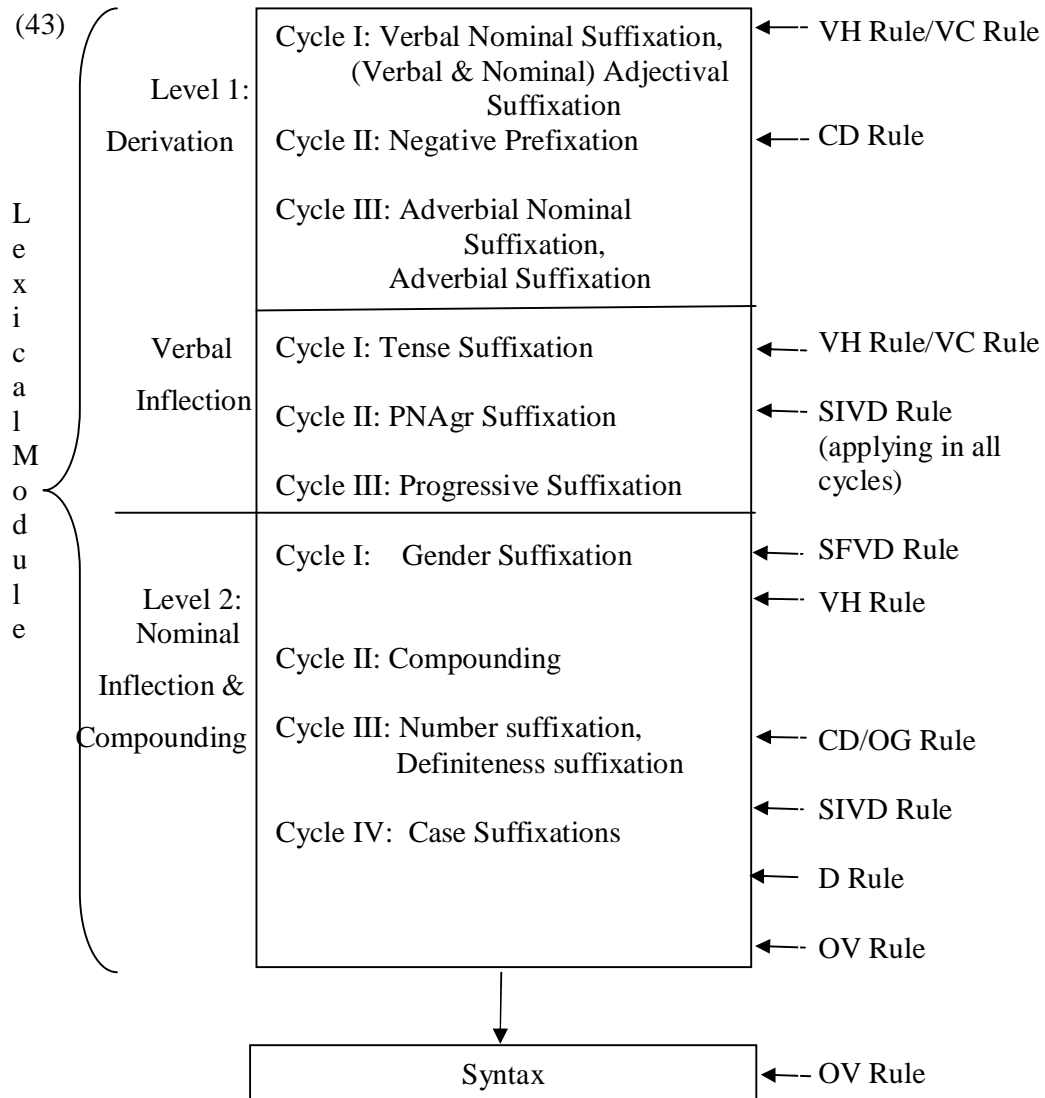 (43)
Cycle I: Verbal Nominal Suffixation, VH Rule/VC Rule
(Verbal & Nominal) Adjectival
Level 1: Suffixation
Derivation Cycle II: Negative Prefixation CD Rule
Cycle III: Adverbial Nominal
Suffixation,
Adverbial Suffixation
Lexical Module
Verbal Cycle I: Tense Suffixation VH Rule/VC Rule
Inflection Cycle II: PNAgr Suffixation SIVD Rule
(applying in all
cycles)
Cycle III: Progressive Suffixation
Cycle I: Gender Suffixation SFVD Rule
Level 2: VH Rule
Nominal
Inflection & Cycle II: Compounding
Compounding Cycle III: Number suffixation, CD/OG Rule
Definiteness suffixation
SIVD Rule
Cycle IV: Case Suffixations
D Rule
OV Rule
Syntax OV Rule